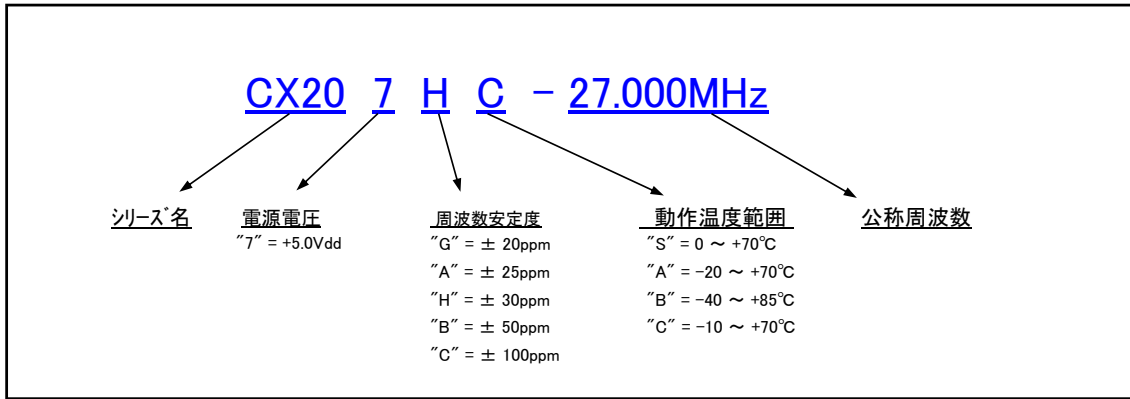 CX20 7 H C - 27.000MHz
シリーズ名 電源電圧 周波数安定度 動作温度範囲 公称周波数
"7" = +5.0Vdd "G" = ± 20ppm "S" = 0 ～ +70℃
"A" = ± 25ppm "A" = -20 ～ +70℃
"H" = ± 30ppm "B" = -40 ～ +85℃
"B" = ± 50ppm "C" = -10 ～ +70℃
"C" = ± 100ppm